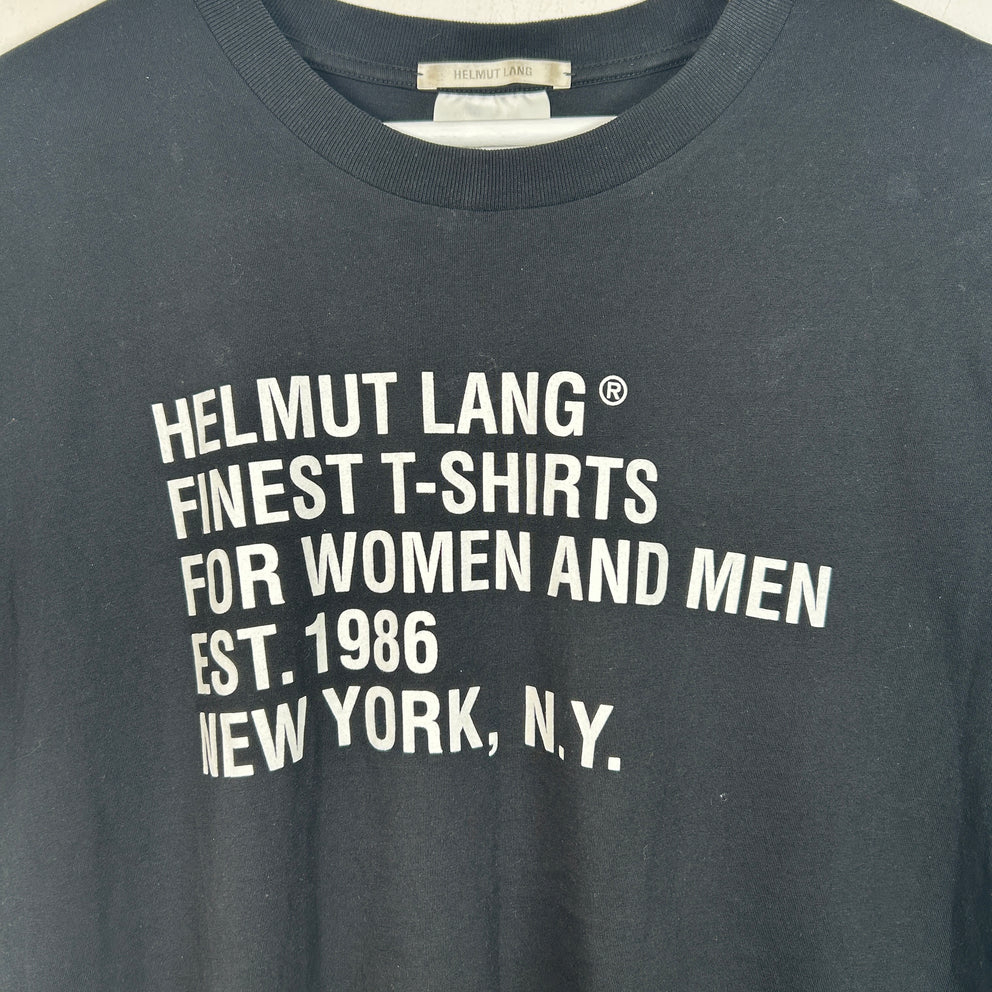 HELMUT LANG
HELMUT LANG®
FINEST T-SHIRTS
FOR WOMEN AND MEN
EST. 1986
NEW YORK, N.Y.